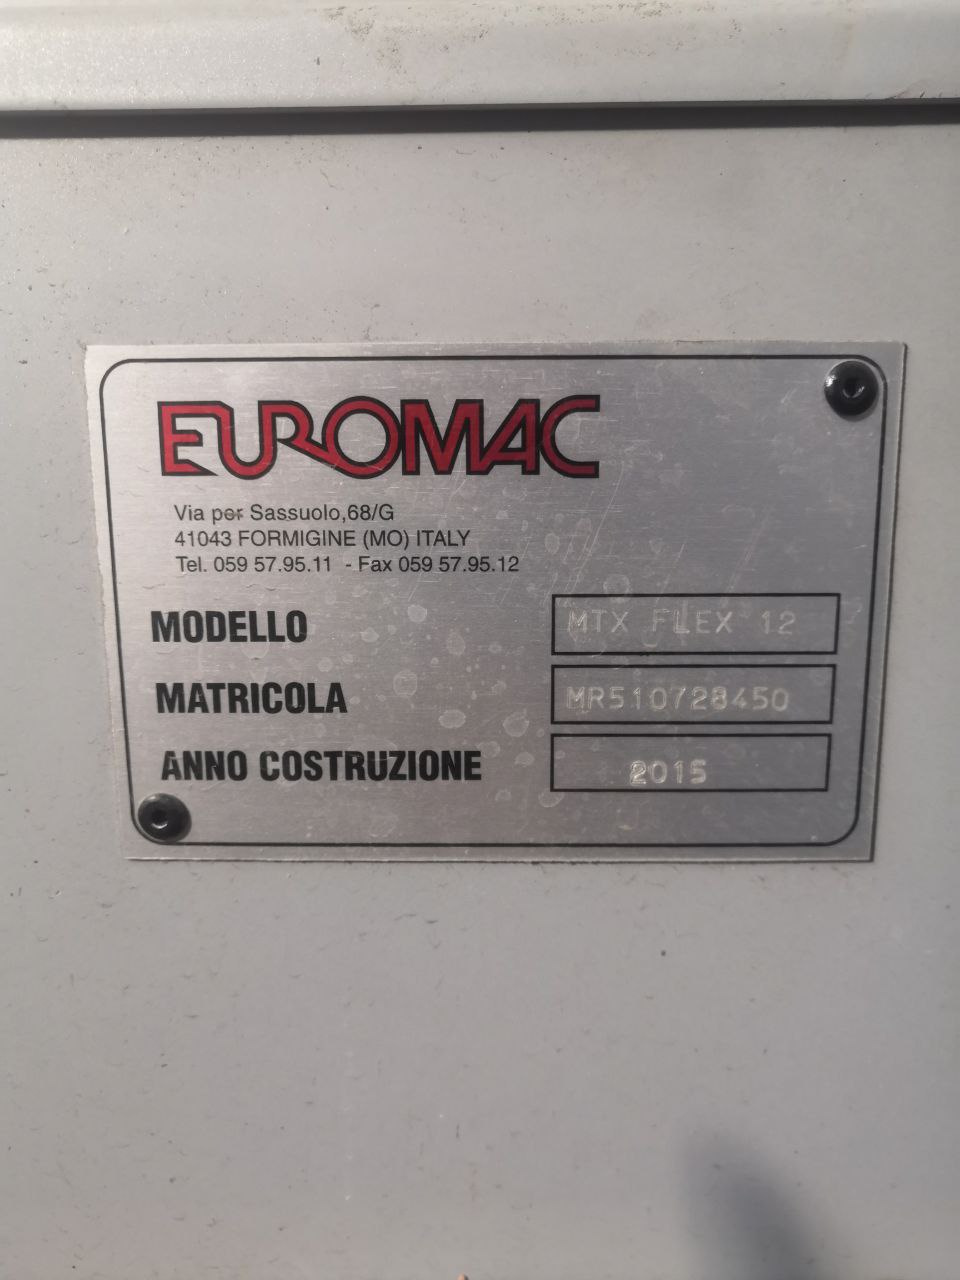 EUROMAC
Via per Sassuolo,68/G
41043 FORMIGINE (MO) ITALY
Tel. 059 57.95.11 - Fax 059 57.95.12
MODELLO MTX FLEX 12
MATRICOLA MR510728450
ANNO COSTRUZIONE 2015